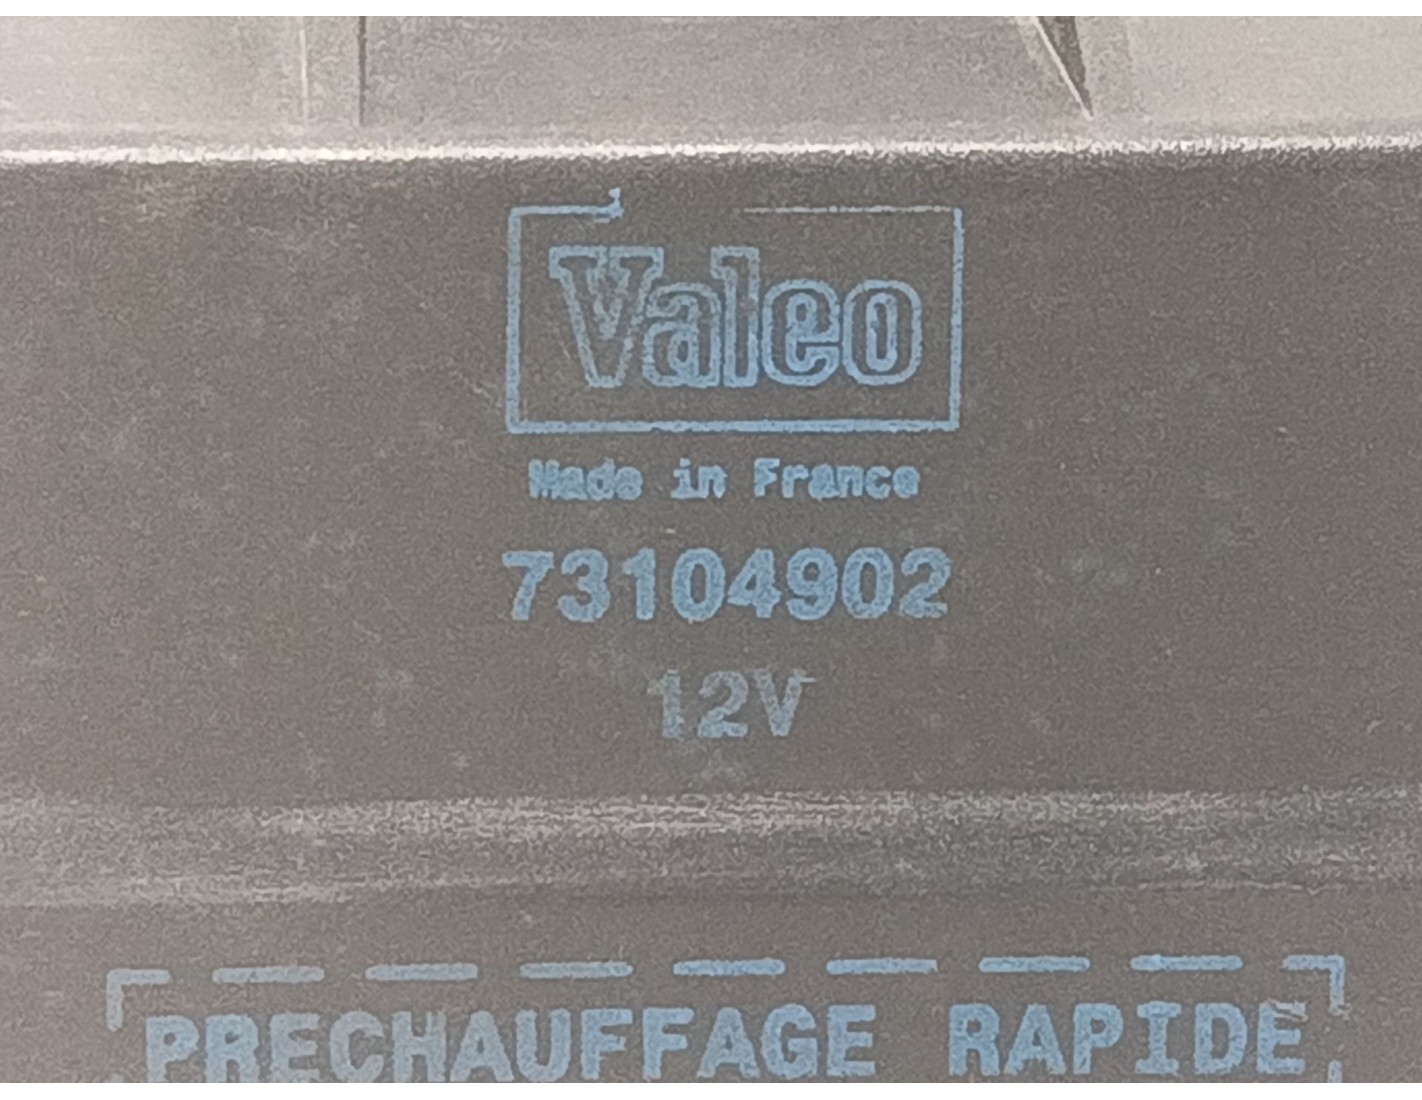 Valeo
Made in France
73104902
12V
PRECHAUFFAGE RAPIDE